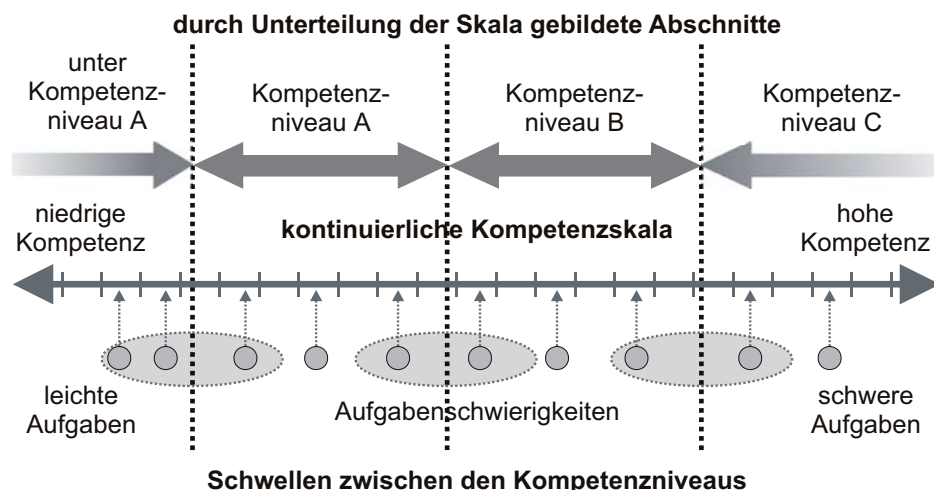 durch Unterteilung der Skala gebildete Abschnitte
unter
Kompetenz-
niveau A
Kompetenz-
niveau A
Kompetenz-
niveau B
Kompetenz-
niveau C
niedrige
Kompetenz
kontinuierliche Kompetenzskala
hohe
Kompetenz
leichte
Aufgaben
Aufgabenschwierigkeiten
schwere
Aufgaben
Schwellen zwischen den Kompetenzniveaus